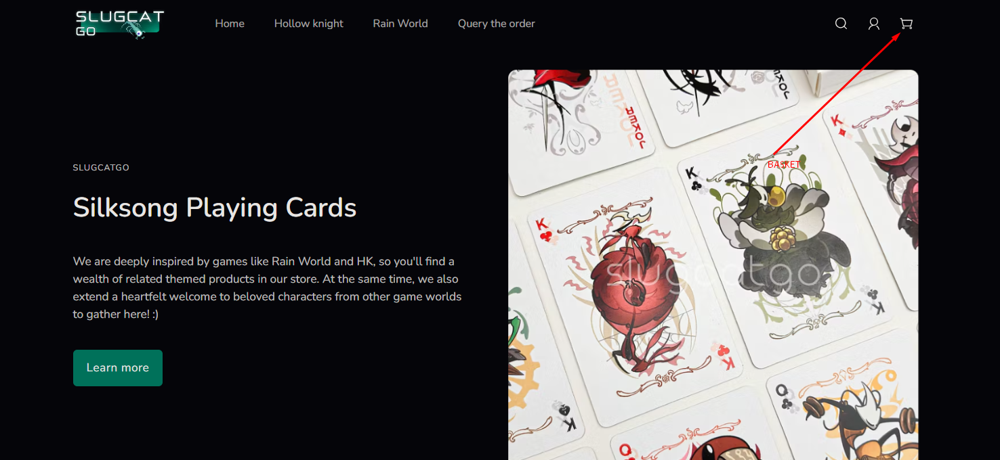 SLUGCAT
GO
Home
Hollow knight
Rain World
Query the order
SLUGCATGO
Silksong Playing Cards
We are deeply inspired by games like Rain World and HK, so you'll find a
wealth of related themed products in our store. At the same time, we also
extend a heartfelt welcome to beloved characters from other game worlds
to gather here! :)
Learn more
JOKER
JOKER
K
BASKET
K
K
slugcatgo
K
K
K
Q
Q